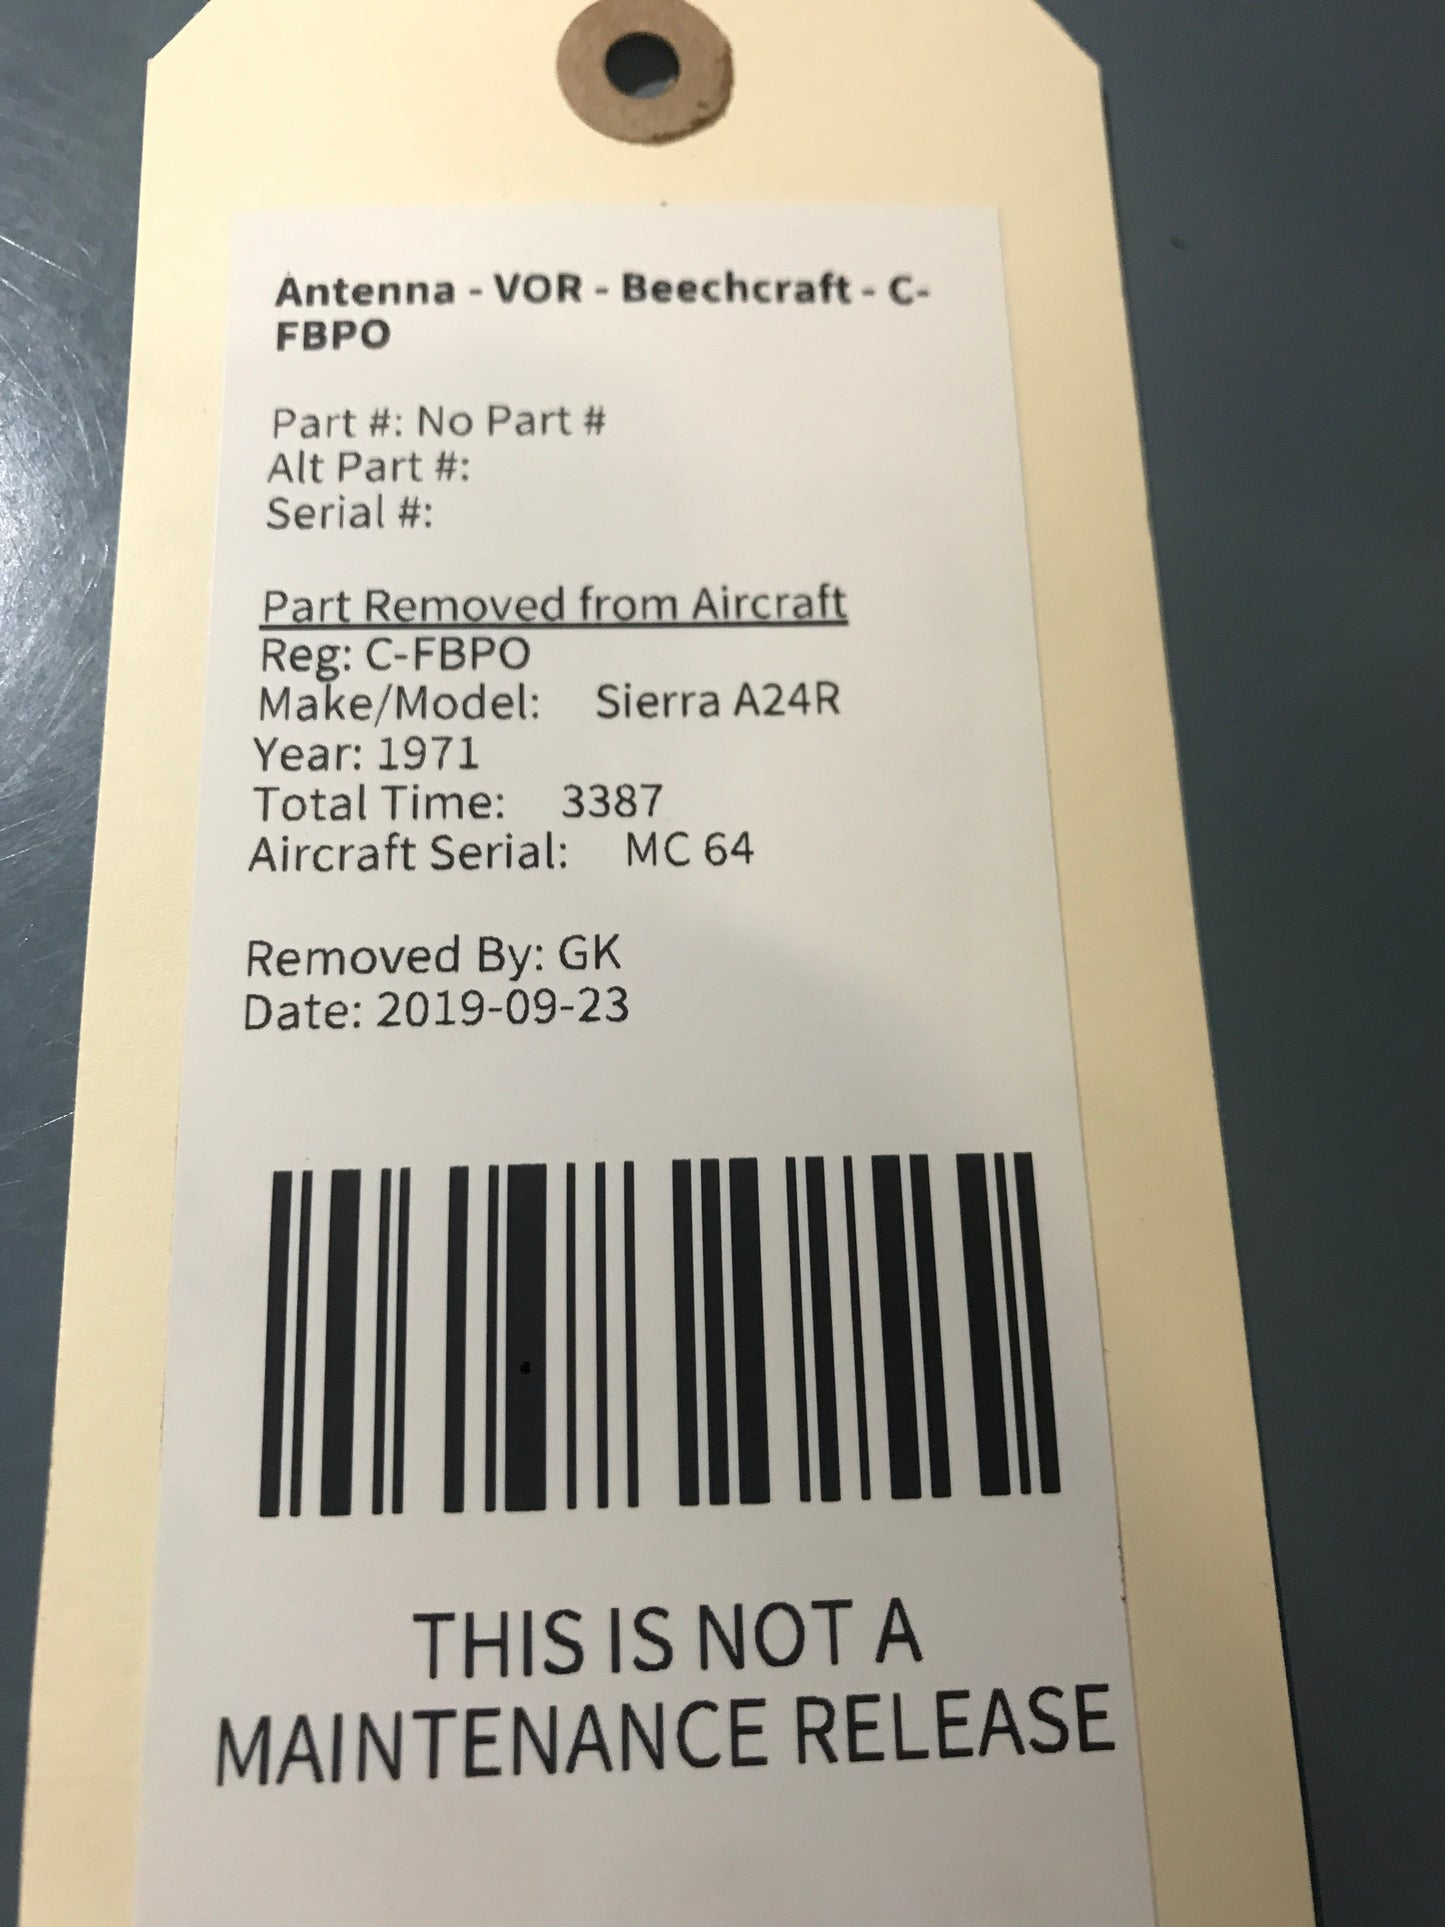 Antenna - VOR - Beechcraft - C-
FBPO
Part #: No Part #
Alt Part #:
Serial #:
Part Removed from Aircraft
Reg: C-FBPO
Make/Model: Sierra A24R
Year: 1971
Total Time: 3387
Aircraft Serial: MC 64
Removed By: GK
Date: 2019-09-23
THIS IS NOT A
MAINTENANCE RELEASE